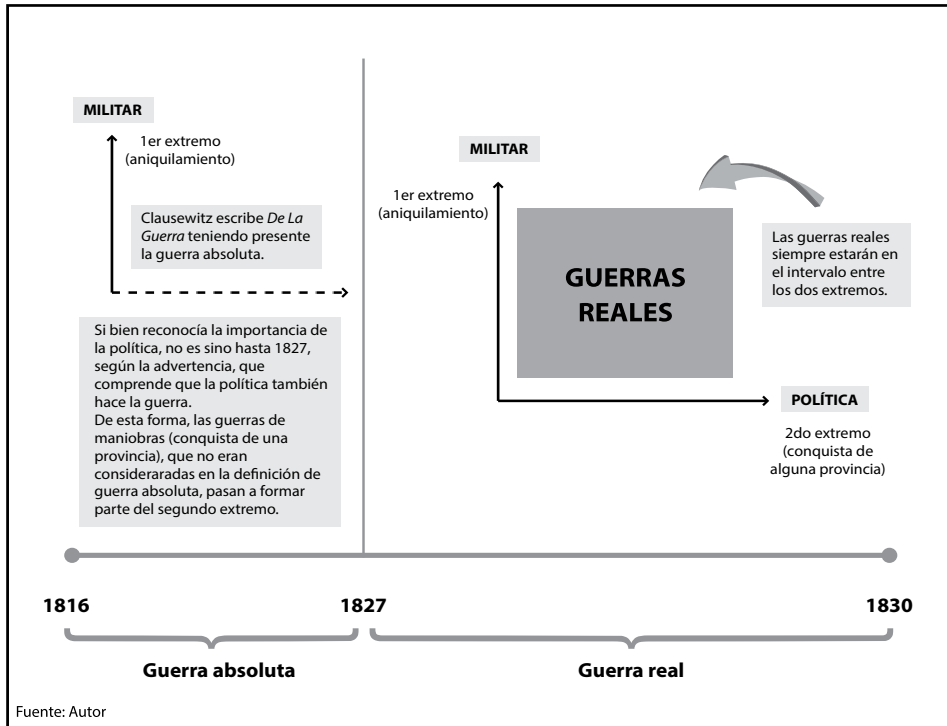 MILITAR
1er extremo
(aniquilamiento)
Clausewitz escribe De La
Guerra teniendo presente
la guerra absoluta.
Si bien reconocía la importancia de
la política, no es sino hasta 1827,
según la advertencia, que
comprende que la política también
hace la guerra.
De esta forma, las guerras de
maniobras (conquista de una
provincia), que no eran
consideraradas en la definición de
guerra absoluta, pasan a formar
parte del segundo extremo.
MILITAR
1er extremo
(aniquilamiento)
GUERRAS
REALES
Las guerras reales
siempre estarán en
el intervalo entre
los dos extremos.
POLÍTICA
2do extremo
(conquista de
alguna provincia)
1816
1827
1830
Guerra absoluta
Guerra real
Fuente: Autor